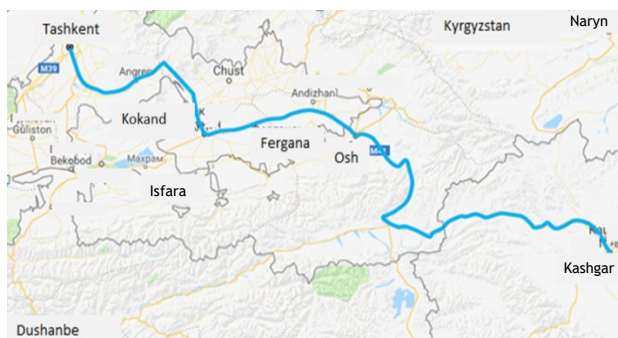 Naryn
Kyrgyzstan
Tashkent
M39
Angren
Chust
Andizhan
Kokand
Guliston
Fergana
Osh
Bekobod
Махрам
Isfara
Kashgar
Dushanbe